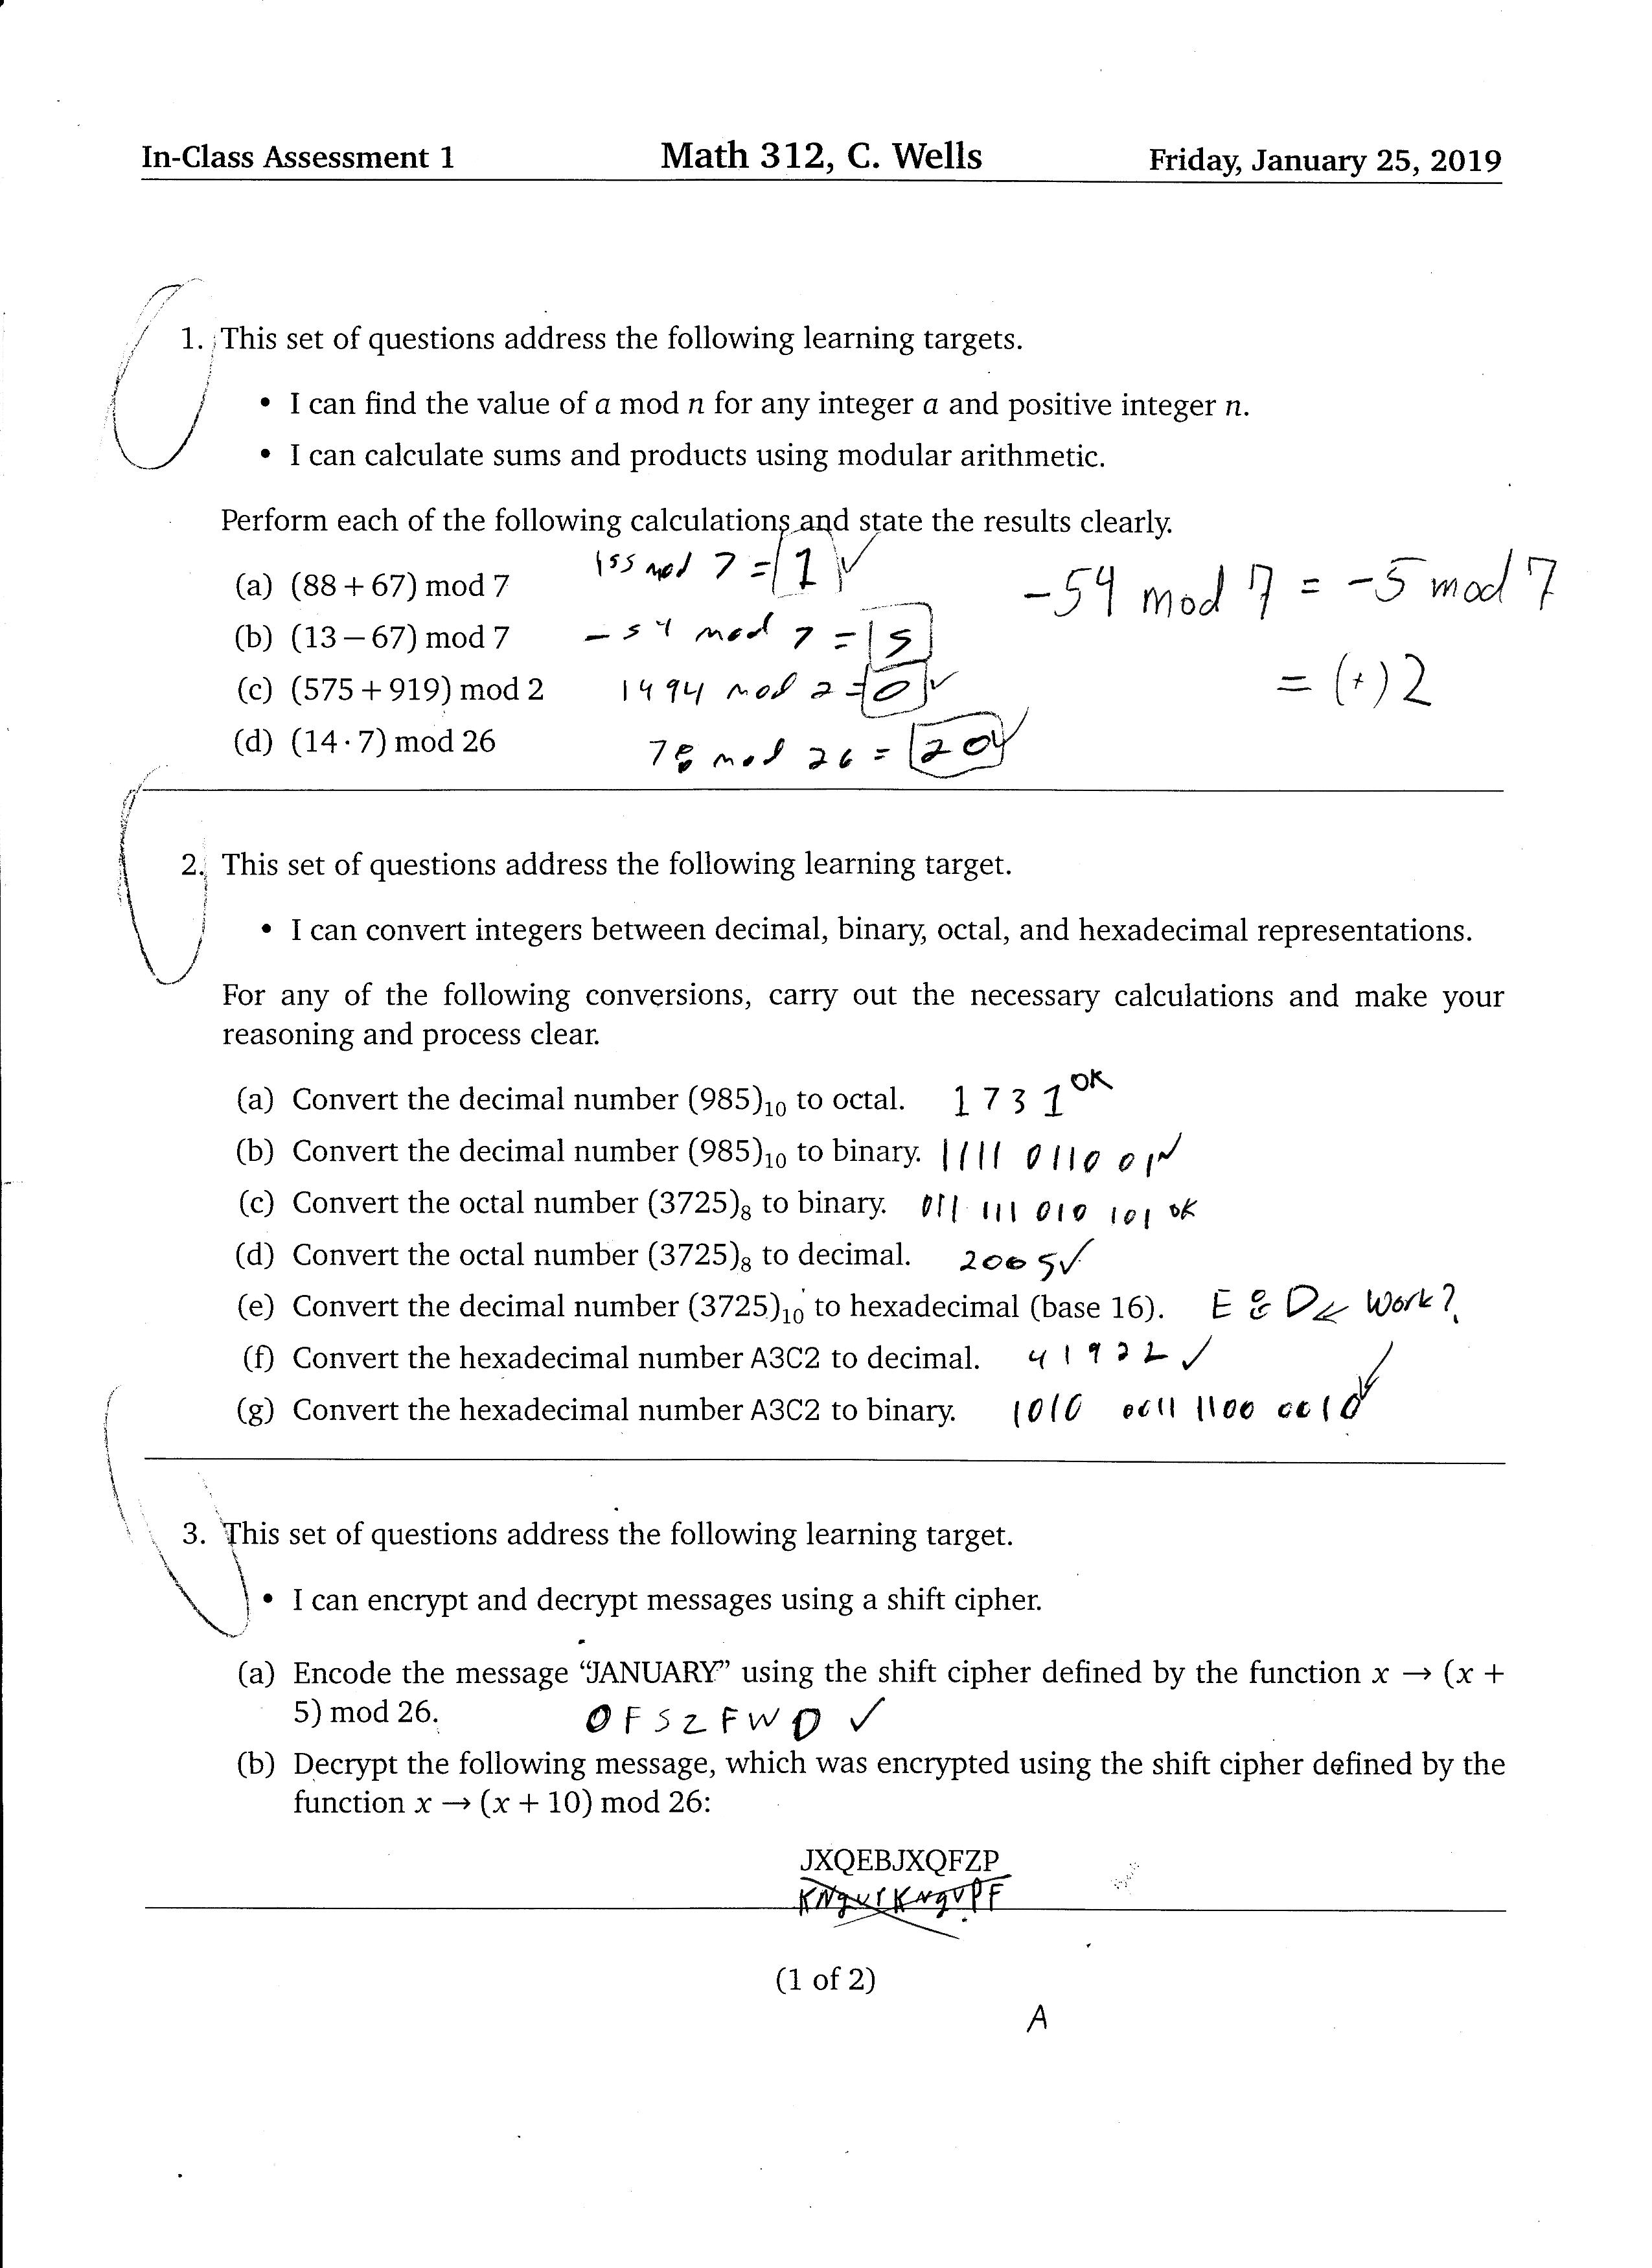 In-Class Assessment 1 Math 312, C. Wells Friday, January 25, 2019
1. This set of questions address the following learning targets.
• I can find the value of a mod n for any integer a and positive integer n.
• I can calculate sums and products using modular arithmetic.
Perform each of the following calculations and state the results clearly.
(a) (88 + 67) mod 7 155 mod 7 = 1 ✓
(b) (13 − 67) mod 7 −54 mod 7 = 5
−54 mod 7 = −5 mod 7
= (+) 2
(c) (575 + 919) mod 2 1494 mod 2 = 0 ✓
(d) (14 · 7) mod 26 78 mod 26 = 20 ✓
2. This set of questions address the following learning target.
• I can convert integers between decimal, binary, octal, and hexadecimal representations.
For any of the following conversions, carry out the necessary calculations and make your
reasoning and process clear.
(a) Convert the decimal number (985)₁₀ to octal. 1731 OK
(b) Convert the decimal number (985)₁₀ to binary. 1111 0110 01 ✓
(c) Convert the octal number (3725)₈ to binary. 011 111 010 101 OK
(d) Convert the octal number (3725)₈ to decimal. 2005 ✓
(e) Convert the decimal number (3725)₁₀ to hexadecimal (base 16). E 8 D ← Work?
(f) Convert the hexadecimal number A3C2 to decimal. 41922 ✓
(g) Convert the hexadecimal number A3C2 to binary. 1010 0011 1100 0010 ✓
3. This set of questions address the following learning target.
• I can encrypt and decrypt messages using a shift cipher.
(a) Encode the message “JANUARY” using the shift cipher defined by the function x → (x +
5) mod 26. OFSZFWD ✓
(b) Decrypt the following message, which was encrypted using the shift cipher defined by the
function x → (x + 10) mod 26:
JXQEBJXQFZP
(1 of 2)
A